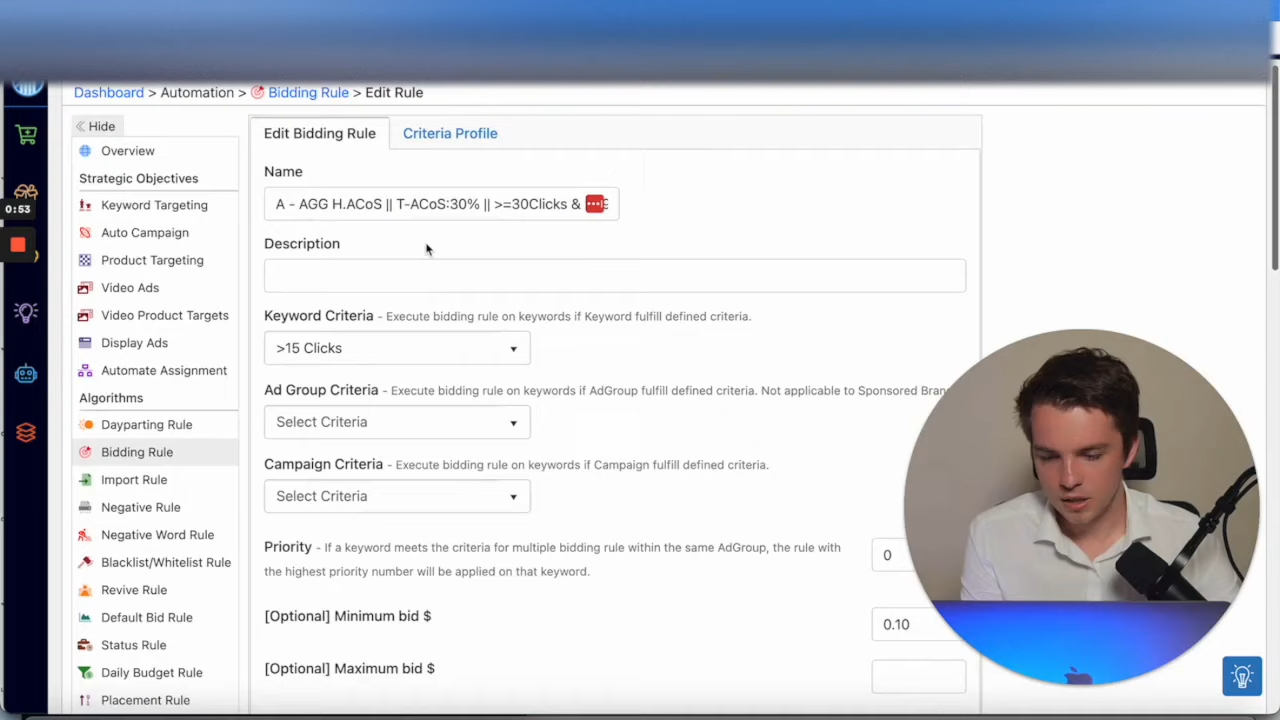 Dashboard > Automation > Bidding Rule > Edit Rule
Hide
Overview
Strategic Objectives
Keyword Targeting
Auto Campaign
Product Targeting
Video Ads
Video Product Targets
Display Ads
Automate Assignment
Algorithms
Dayparting Rule
Bidding Rule
Import Rule
Negative Rule
Negative Word Rule
Blacklist/Whitelist Rule
Revive Rule
Default Bid Rule
Status Rule
Daily Budget Rule
Placement Rule
0:53
Edit Bidding Rule
Criteria Profile
Name
A - AGG H.ACoS || T-ACoS:30% || >=30Clicks &
Description
Keyword Criteria - Execute bidding rule on keywords if Keyword fulfill defined criteria.
>15 Clicks
Ad Group Criteria - Execute bidding rule on keywords if AdGroup fulfill defined criteria. Not applicable to Sponsored Bran
Select Criteria
Campaign Criteria - Execute bidding rule on keywords if Campaign fulfill defined criteria.
Select Criteria
Priority - If a keyword meets the criteria for multiple bidding rule within the same AdGroup, the rule with
the highest priority number will be applied on that keyword.
0
[Optional] Minimum bid $
0.10
[Optional] Maximum bid $